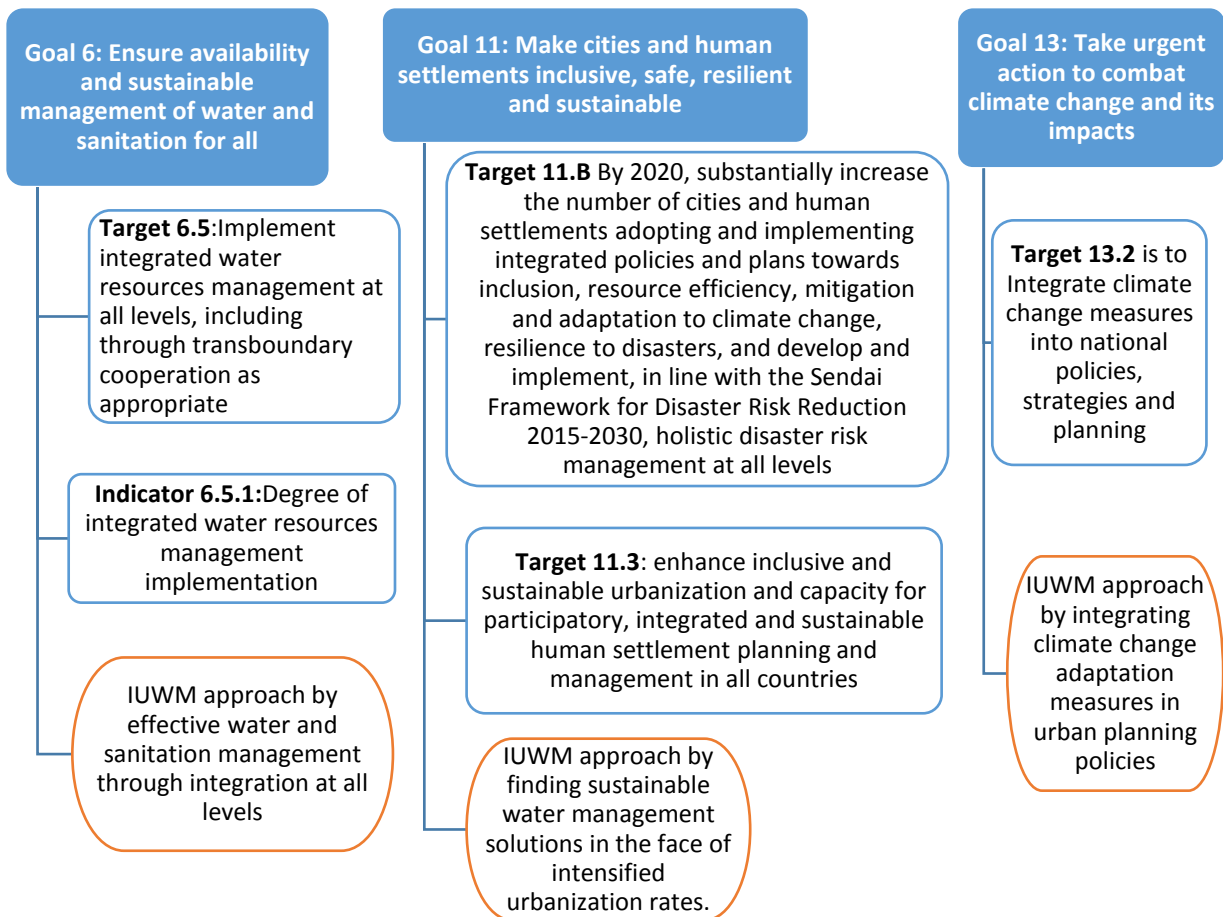 Goal 6: Ensure availability
and sustainable
management of water and
sanitation for all
Target 6.5:Implement
integrated water
resources management at
all levels, including
through transboundary
cooperation as
appropriate
Indicator 6.5.1:Degree of
integrated water resources
management
implementation
IUWM approach by
effective water and
sanitation management
through integration at all
levels
Goal 11: Make cities and human
settlements inclusive, safe, resilient
and sustainable
Target 11.B By 2020, substantially increase
the number of cities and human
settlements adopting and implementing
integrated policies and plans towards
inclusion, resource efficiency, mitigation
and adaptation to climate change,
resilience to disasters, and develop and
implement, in line with the Sendai
Framework for Disaster Risk Reduction
2015-2030, holistic disaster risk
management at all levels
Target 11.3: enhance inclusive and
sustainable urbanization and capacity for
participatory, integrated and sustainable
human settlement planning and
management in all countries
IUWM approach by
finding sustainable
water management
solutions in the face of
intensified
urbanization rates.
Goal 13: Take urgent
action to combat
climate change and its
impacts
Target 13.2 is to
Integrate climate
change measures
into national
policies,
strategies and
planning
IUWM approach
by integrating
climate change
adaptation
measures in
urban planning
policies